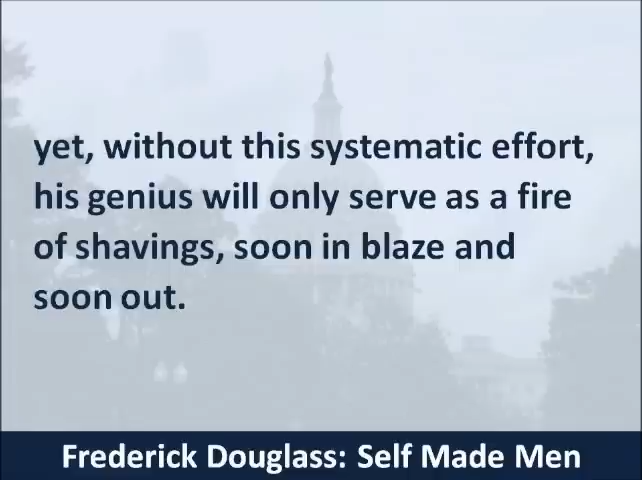 yet, without this systematic effort,
his genius will only serve as a fire
of shavings, soon in blaze and
soon out.
Frederick Douglass: Self Made Men